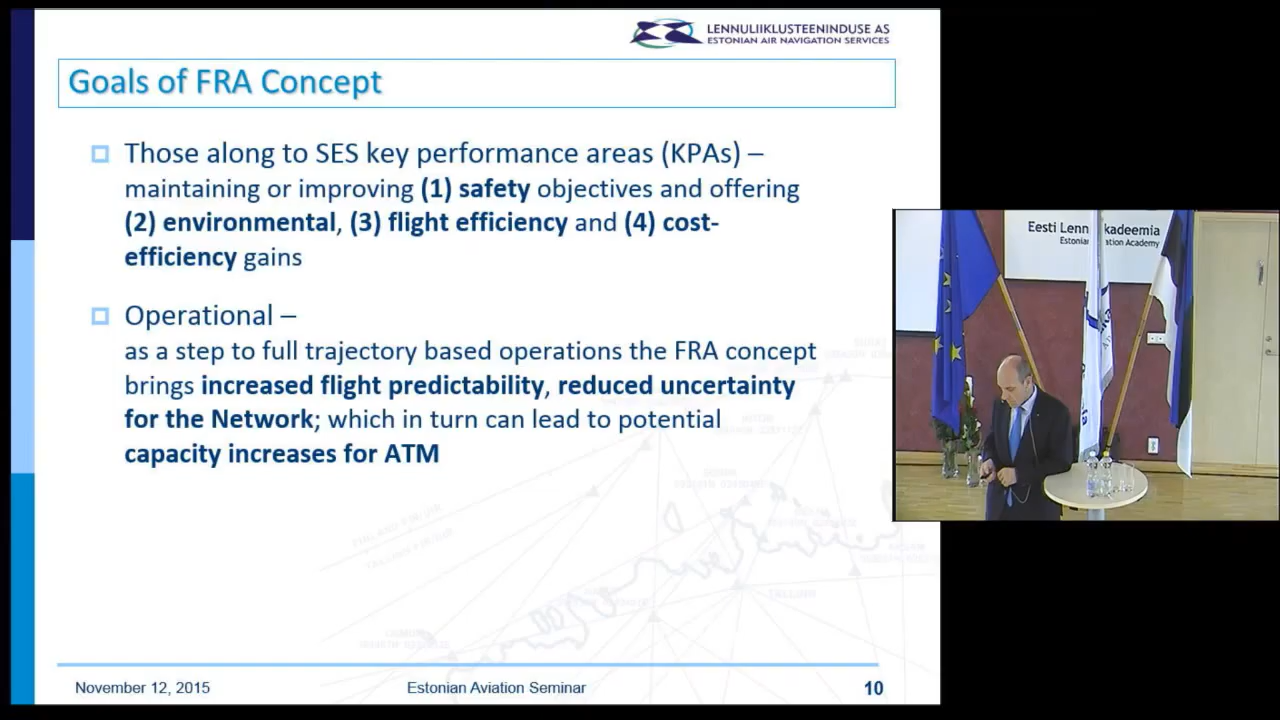 LENNULIIKLUSTEENINDUSE AS
ESTONIAN AIR NAVIGATION SERVICES
Goals of FRA Concept
Those along to SES key performance areas (KPAs) –
maintaining or improving (1) safety objectives and offering
(2) environmental, (3) flight efficiency and (4) cost-
efficiency gains
Operational –
as a step to full trajectory based operations the FRA concept
brings increased flight predictability, reduced uncertainty
for the Network; which in turn can lead to potential
capacity increases for ATM
TALLINN
November 12, 2015
Estonian Aviation Seminar
10
Eesti Lenn kadeemia
Estonia ation Academy